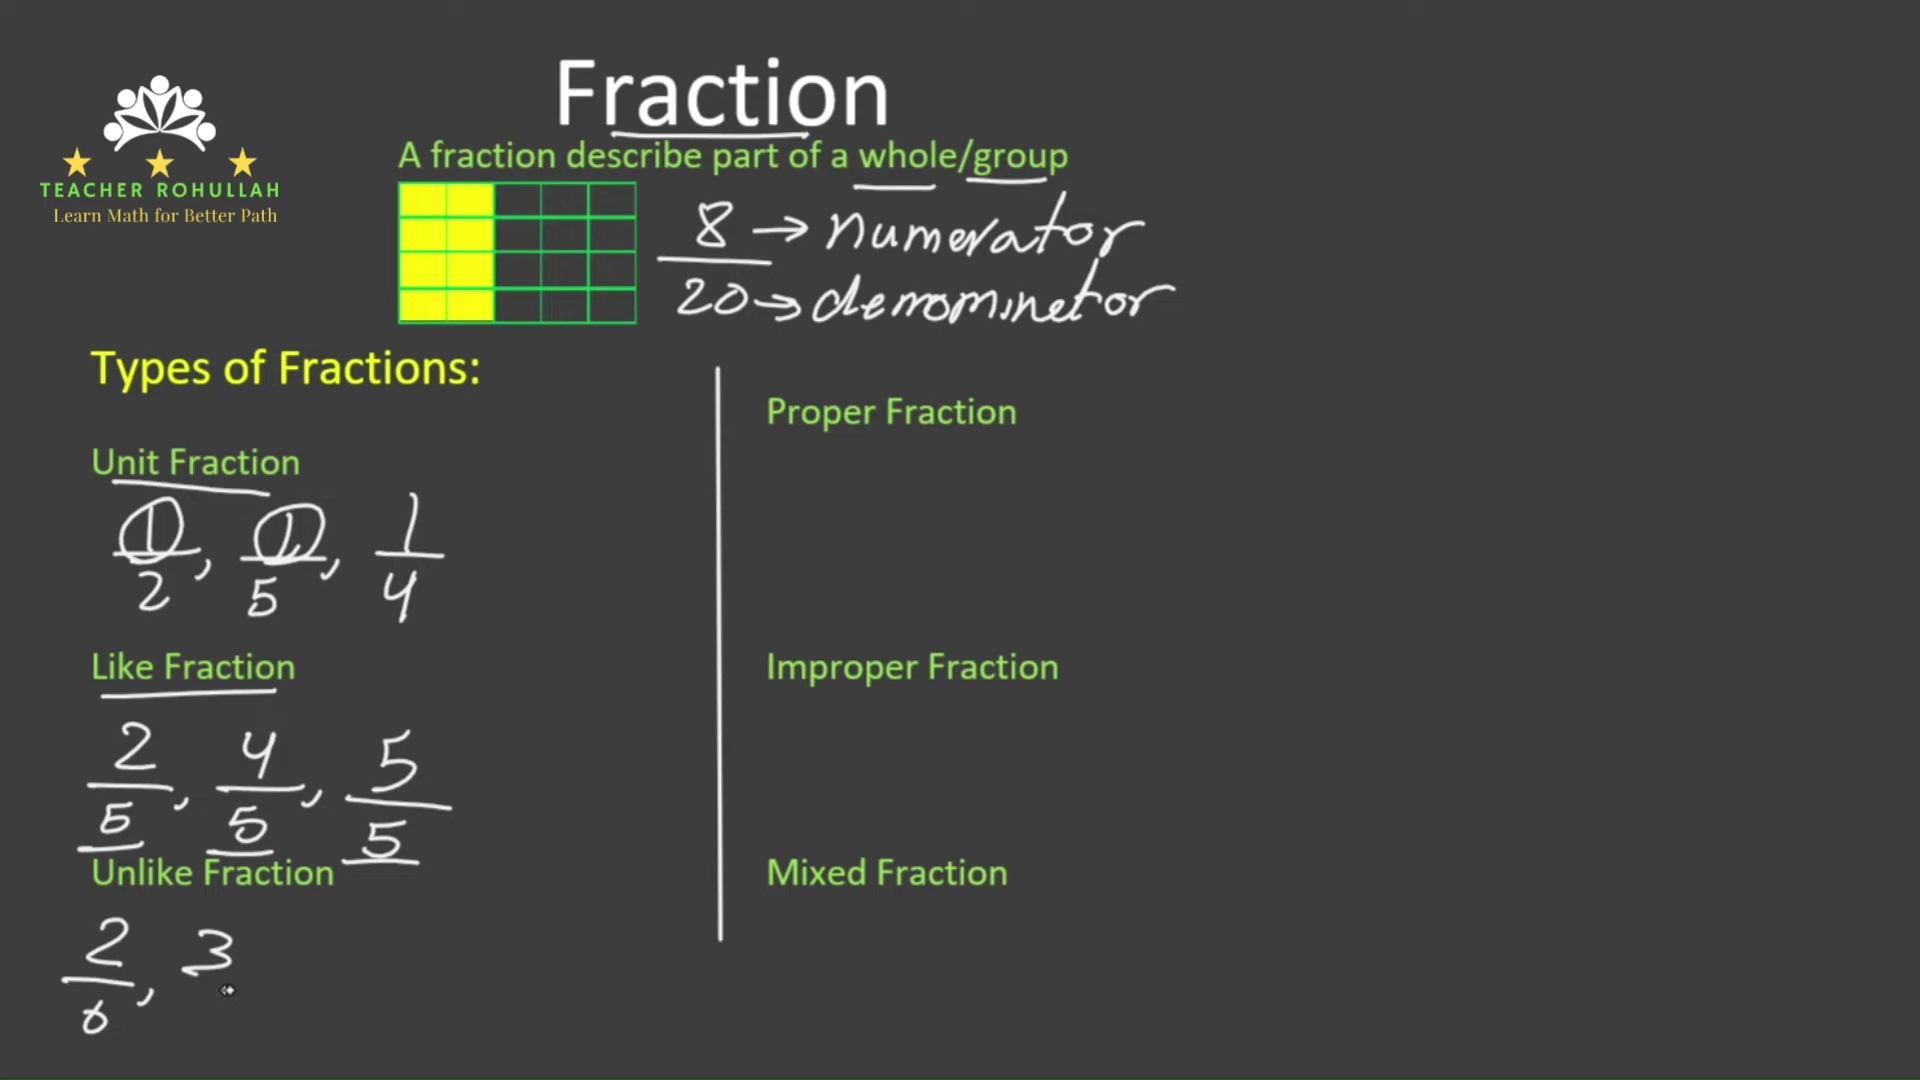 Fraction
A fraction describe part of a whole/group
TEACHER ROHULLAH
Learn Math for Better Path
8 → numerator
20 → denominetor
Types of Fractions:
Unit Fraction
1/2, 1/5, 1/4
Like Fraction
2/5, 4/5, 5/5
Unlike Fraction
2/6, 3
Proper Fraction
Improper Fraction
Mixed Fraction